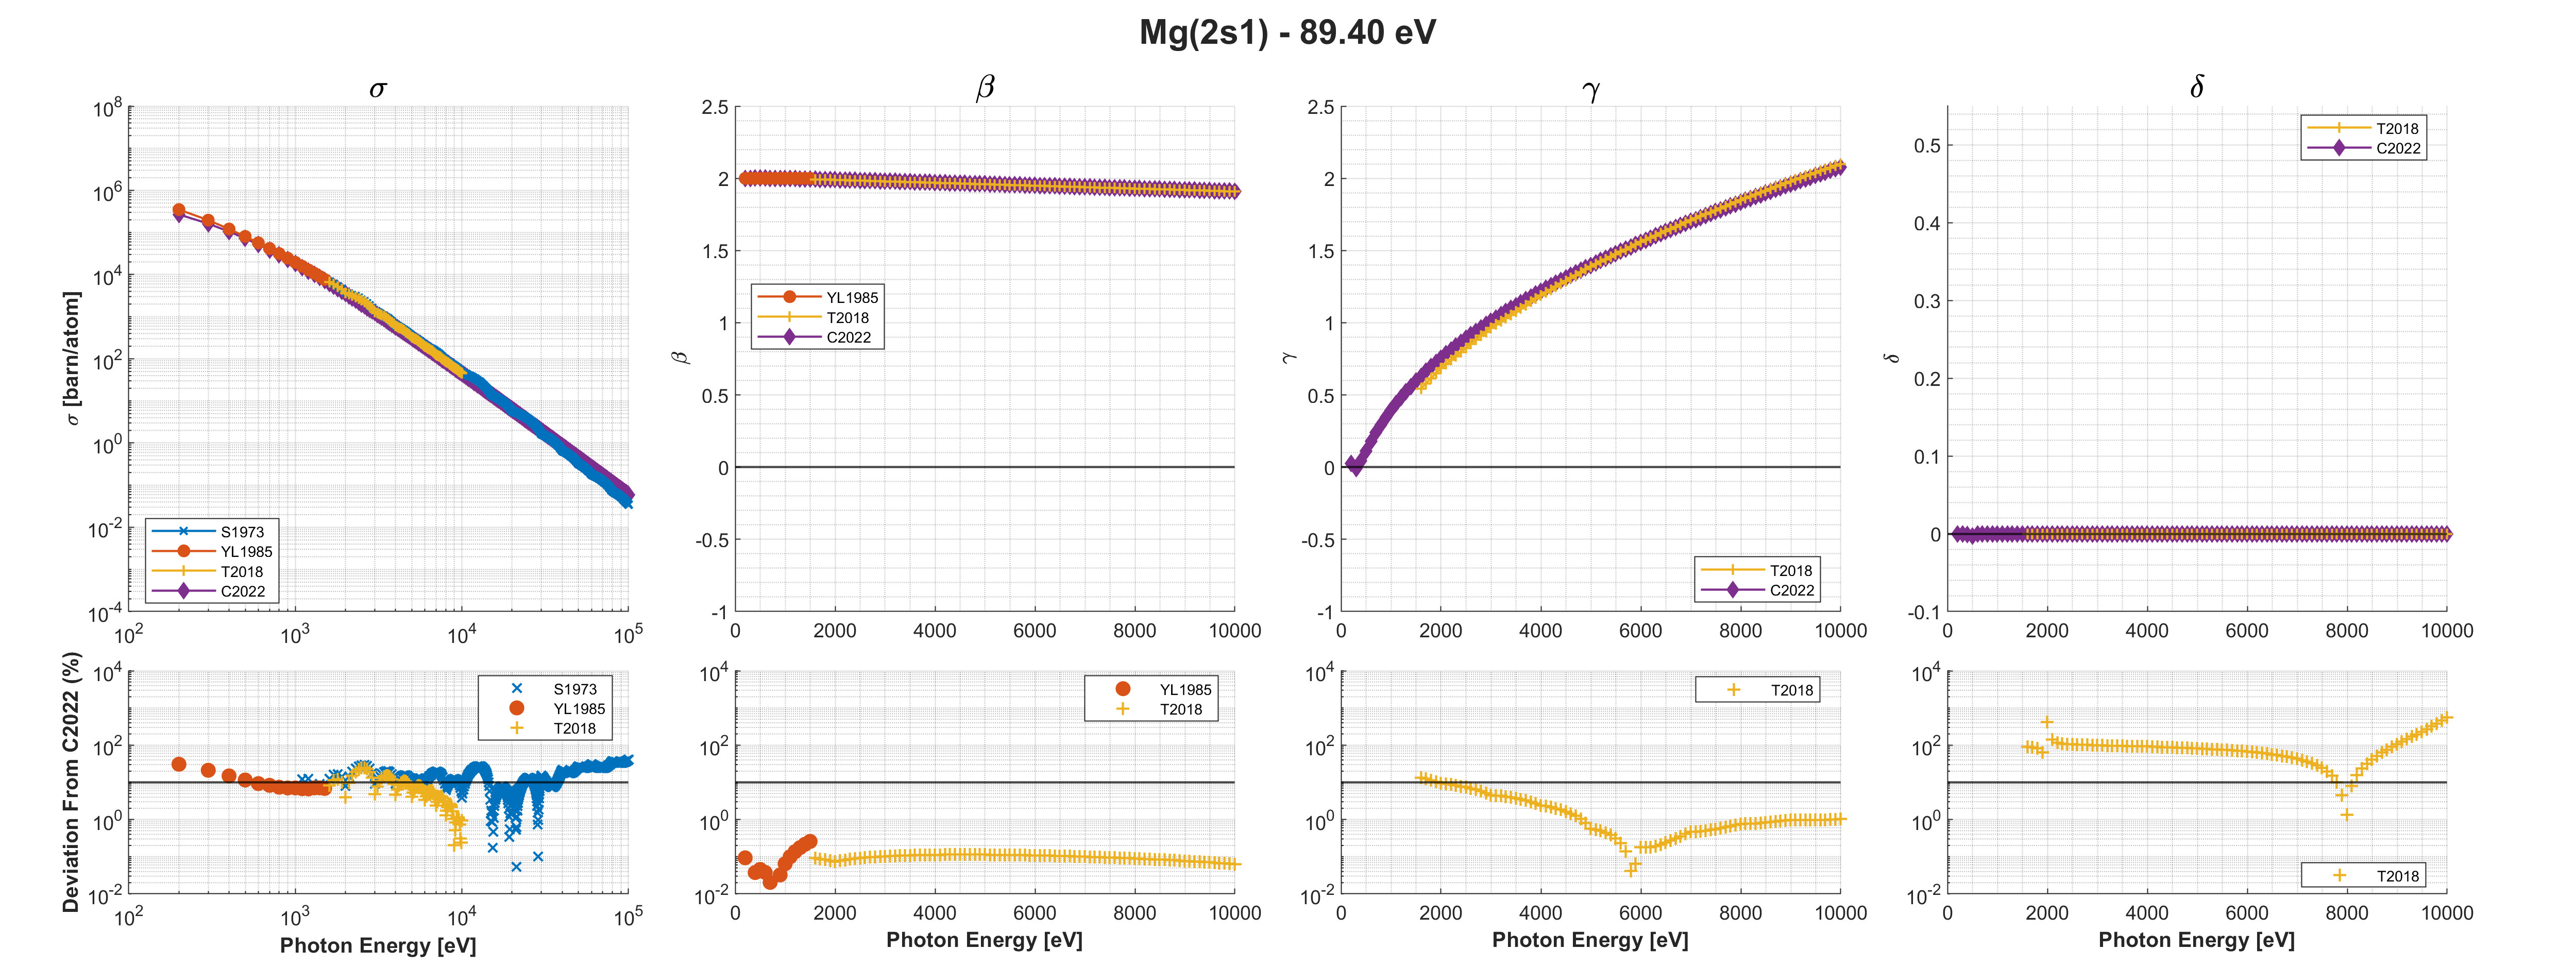 Mg(2s1) - 89.40 eV
σ
σ [barn/atom]
10^8
10^6
10^4
10^2
10^0
10^-2
10^-4
10^2
10^3
10^4
10^5
S1973
YL1985
T2018
C2022
β
β
2.5
2
1.5
1
0.5
0
-0.5
-1
0
2000
4000
6000
8000
10000
YL1985
T2018
C2022
γ
γ
2.5
2
1.5
1
0.5
0
-0.5
-1
0
2000
4000
6000
8000
10000
T2018
C2022
δ
δ
0.5
0.4
0.3
0.2
0.1
0
-0.1
0
2000
4000
6000
8000
10000
T2018
C2022
Deviation From C2022 (%)
10^4
10^2
10^0
10^-2
10^2
10^3
10^4
10^5
Photon Energy [eV]
S1973
YL1985
T2018
10^4
10^2
10^0
10^-2
0
2000
4000
6000
8000
10000
Photon Energy [eV]
YL1985
T2018
10^4
10^2
10^0
10^-2
0
2000
4000
6000
8000
10000
Photon Energy [eV]
T2018
10^4
10^2
10^0
10^-2
0
2000
4000
6000
8000
10000
Photon Energy [eV]
T2018